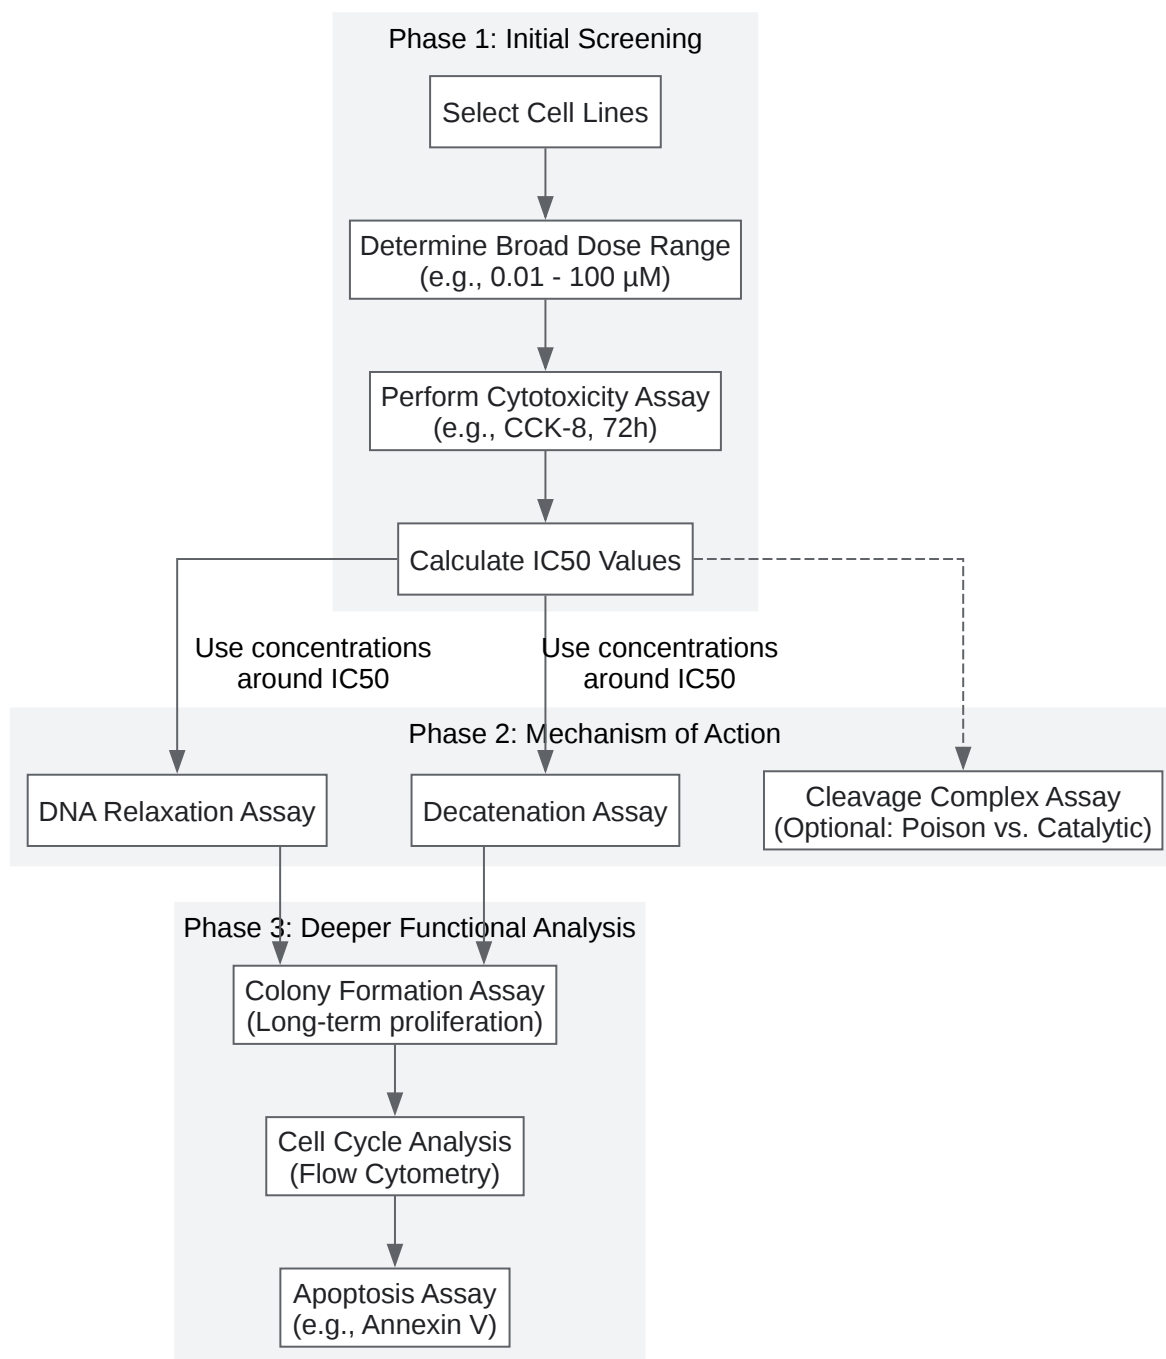 Phase 1: Initial Screening
Select Cell Lines
Determine Broad Dose Range
(e.g., 0.01 - 100 µM)
Perform Cytotoxicity Assay
(e.g., CCK-8, 72h)
Calculate IC50 Values
Use concentrations
around IC50
Use concentrations
around IC50
Phase 2: Mechanism of Action
DNA Relaxation Assay
Decatenation Assay
Cleavage Complex Assay
(Optional: Poison vs. Catalytic)
Phase 3: Deeper Functional Analysis
Colony Formation Assay
(Long-term proliferation)
Cell Cycle Analysis
(Flow Cytometry)
Apoptosis Assay
(e.g., Annexin V)